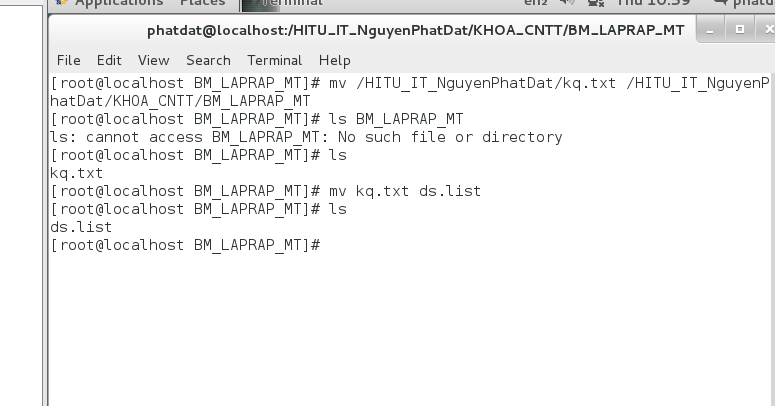 Applications Places Terminal en2 Thu 10:39 phatd
phatdat@localhost:/HITU_IT_NguyenPhatDat/KHOA_CNTT/BM_LAPRAP_MT
File Edit View Search Terminal Help
[root@localhost BM_LAPRAP_MT]# mv /HITU_IT_NguyenPhatDat/kq.txt /HITU_IT_NguyenP
hatDat/KHOA_CNTT/BM_LAPRAP_MT
[root@localhost BM_LAPRAP_MT]# ls BM_LAPRAP_MT
ls: cannot access BM_LAPRAP_MT: No such file or directory
[root@localhost BM_LAPRAP_MT]# ls
kq.txt
[root@localhost BM_LAPRAP_MT]# mv kq.txt ds.list
[root@localhost BM_LAPRAP_MT]# ls
ds.list
[root@localhost BM_LAPRAP_MT]#